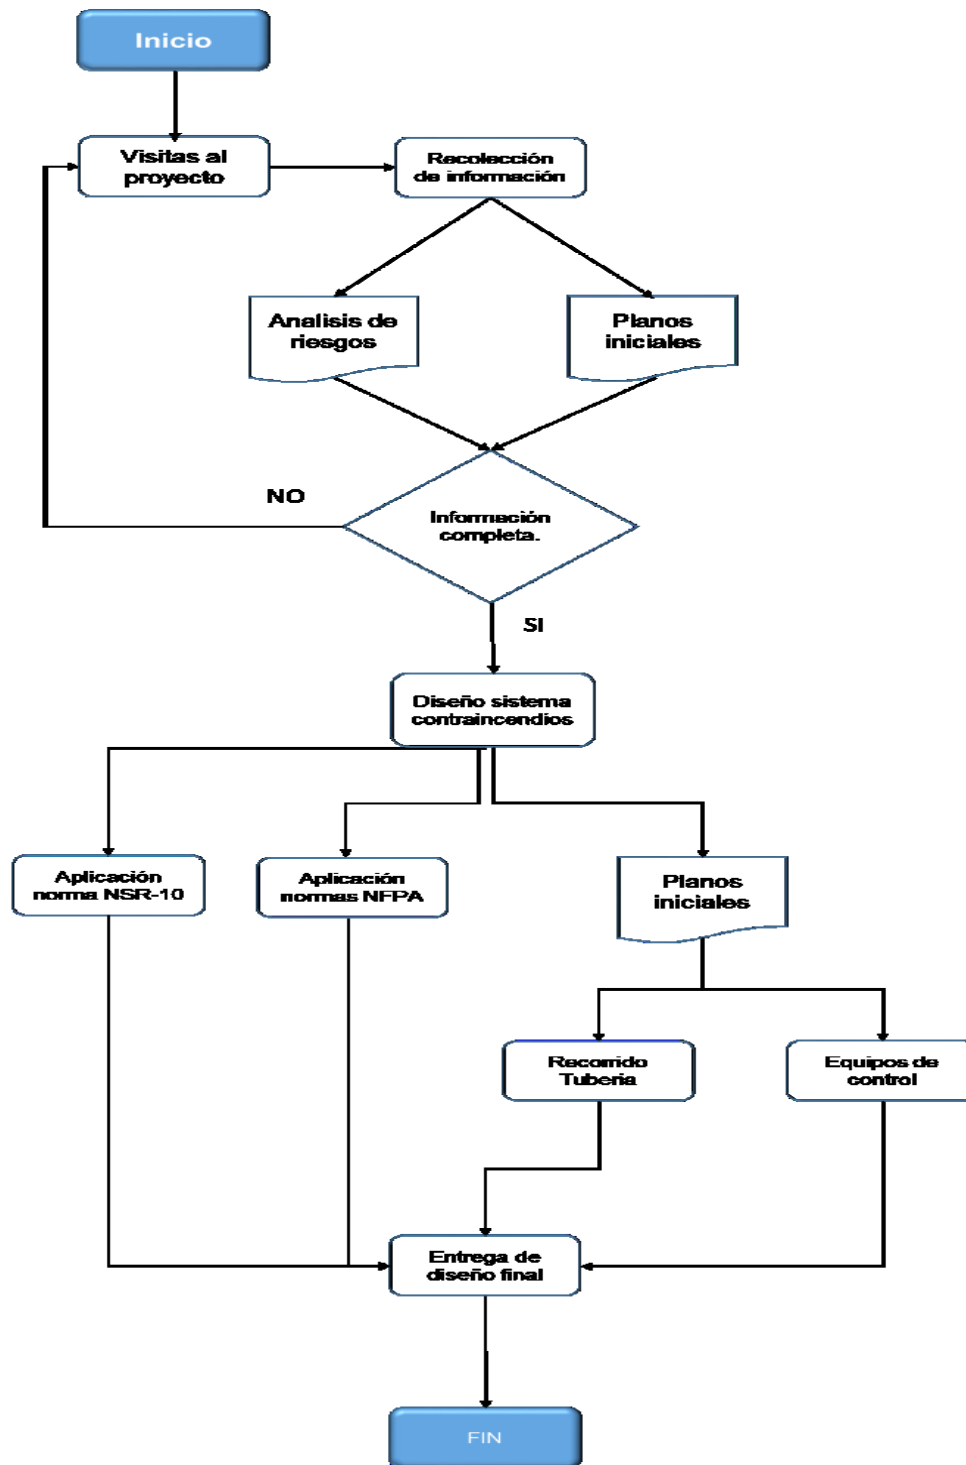 Inicio
Visitas al
proyecto
Recolección
de información
Analisis de
riesgos
Planos
iniciales
NO
Información
completa.
SI
Diseño sistema
contraincendios
Aplicación
norma NSR-10
Aplicación
normas NFPA
Planos
iniciales
Recorrido
Tuberia
Equipos de
control
Entrega de
diseño final
FIN